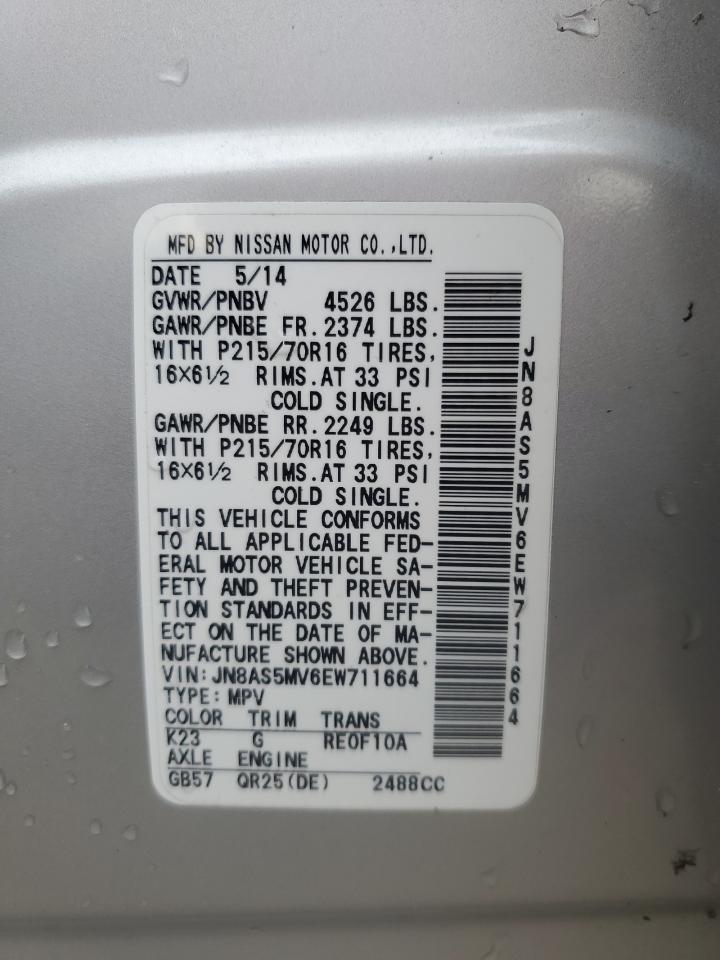 MFD BY NISSAN MOTOR CO.,LTD.
DATE 5/14
GVWR/PNBV 4526 LBS.
GAWR/PNBE FR.2374 LBS.
WITH P215/70R16 TIRES,
16X6½ RIMS.AT 33 PSI
COLD SINGLE.
GAWR/PNBE RR.2249 LBS.
WITH P215/70R16 TIRES,
16X6½ RIMS.AT 33 PSI
COLD SINGLE.
THIS VEHICLE CONFORMS
TO ALL APPLICABLE FED-
ERAL MOTOR VEHICLE SA-
FETY AND THEFT PREVEN-
TION STANDARDS IN EFF-
ECT ON THE DATE OF MA-
NUFACTURE SHOWN ABOVE.
VIN:JN8AS5MV6EW711664
TYPE:MPV
COLOR TRIM TRANS
K23 G RE0F10A
AXLE ENGINE
GB57 QR25(DE) 2488CC
JN8AS5MV6EW711664